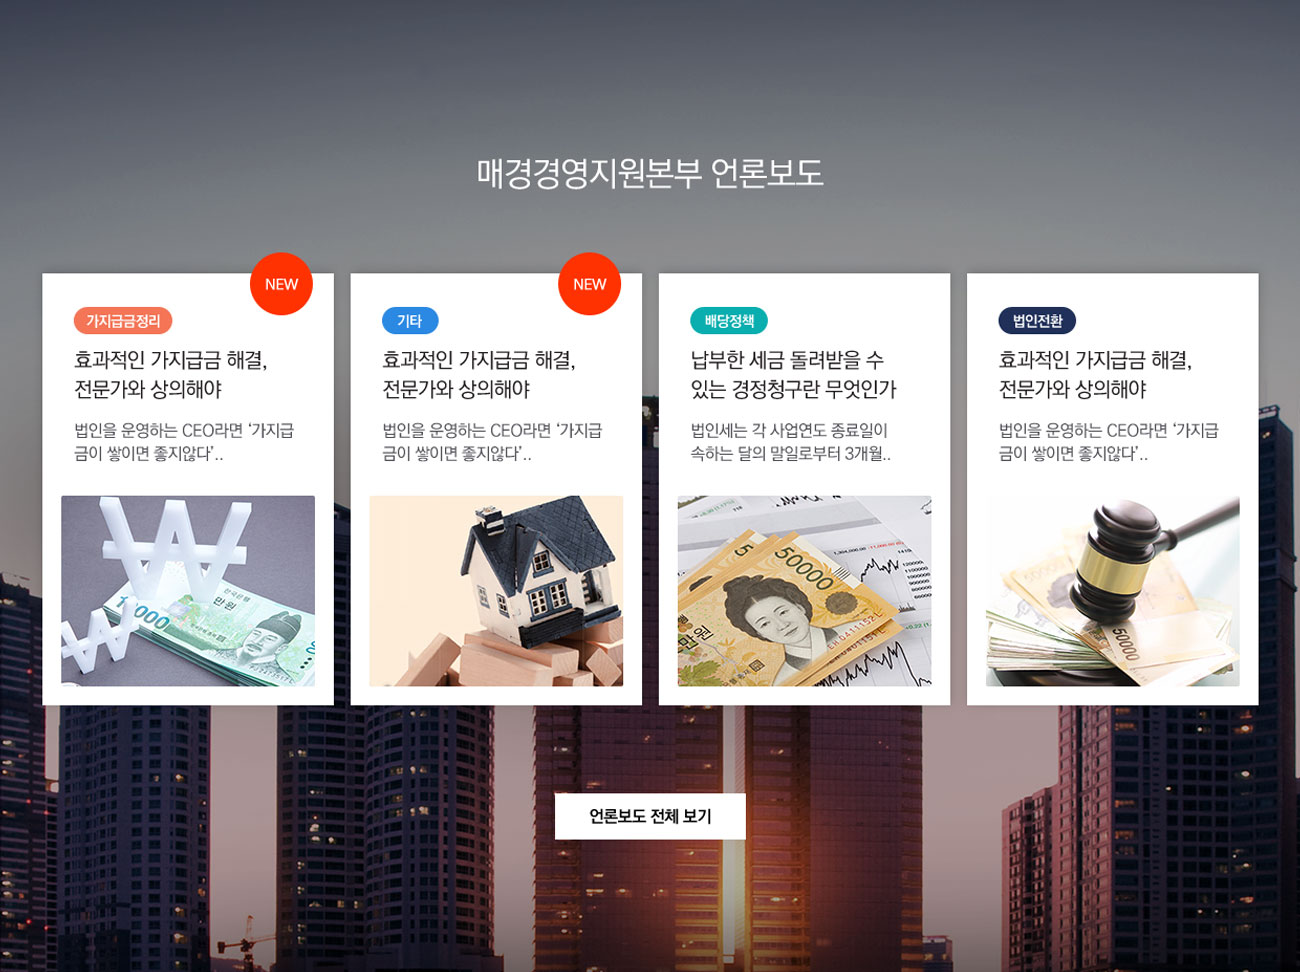 매경경영지원본부 언론보도
NEW
가지급금정리
효과적인 가지급금 해결,
전문가와 상의해야
법인을 운영하는 CEO라면 ‘가지급
금이 쌓이면 좋지않다’..
10000
만원
NEW
기타
효과적인 가지급금 해결,
전문가와 상의해야
법인을 운영하는 CEO라면 ‘가지급
금이 쌓이면 좋지않다’..
배당정책
납부한 세금 돌려받을 수
있는 경정청구란 무엇인가
법인세는 각 사업연도 종료일이
속하는 달의 말일로부터 3개월..
50000
법인전환
효과적인 가지급금 해결,
전문가와 상의해야
법인을 운영하는 CEO라면 ‘가지급
금이 쌓이면 좋지않다’..
50000
언론보도 전체 보기